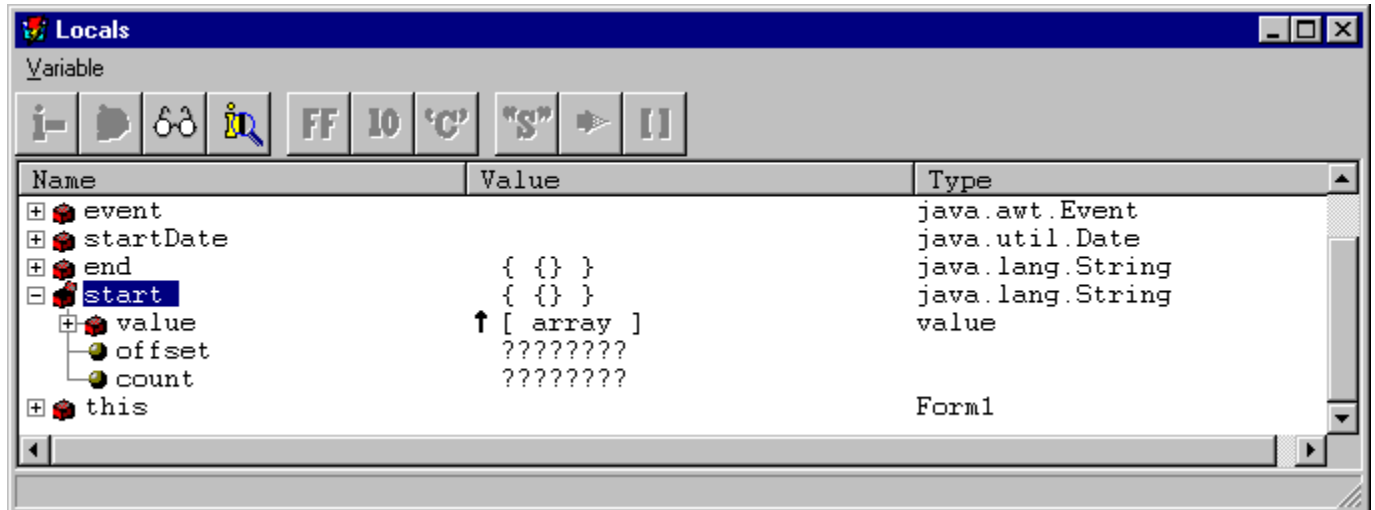 Locals
Variable
i FF 10 'C' "S" []
Name Value Type
event java.awt.Event
startDate java.util.Date
end { {} } java.lang.String
start { {} } java.lang.String
value ↑[ array ] value
offset ????????
count ????????
this Form1